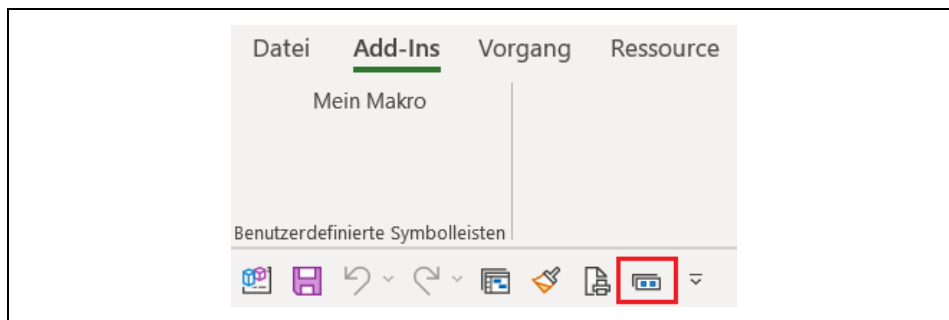 Datei Add-Ins Vorgang Ressource
Mein Makro
Benutzerdefinierte Symbolleisten